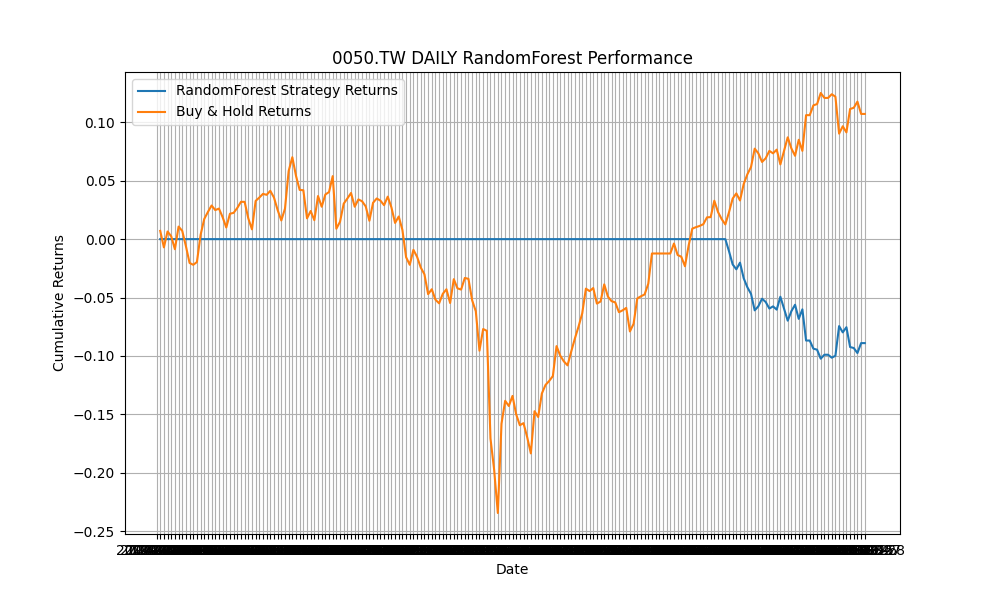 0050.TW DAILY RandomForest Performance
RandomForest Strategy Returns
Buy & Hold Returns
0.10
0.05
0.00
−0.05
−0.10
−0.15
−0.20
−0.25
Cumulative Returns
Date